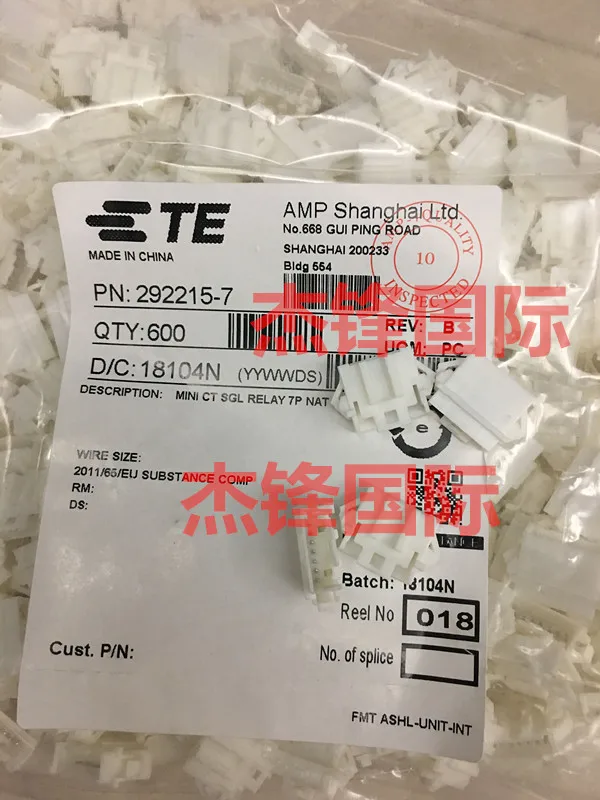 TE
MADE IN CHINA
AMP Shanghai Ltd.
No.668 GUI PING ROAD
SHANGHAI 200233
Bldg 554
AMP QUALITY
10
INSPECTED
PN: 292215-7
QTY: 600
REV: B
UOM: PC
D/C: 18104N (YYWWDS)
DESCRIPTION: MINI CT SGL RELAY 7P NAT
杰锋国际
e
WIRE SIZE:
2011/65/EU SUBSTANCE COMP
RM:
DS:
杰锋国际
Batch: 18104N
Reel No 018
Cust. P/N:
No. of splice
FMT ASHL-UNIT-INT